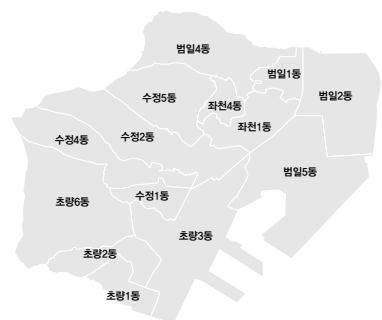 범일4동
범일1동
범일2동
수정5동
좌천4동
좌천1동
수정4동
수정2동
범일5동
수정1동
초량6동
초량3동
초량2동
초량1동